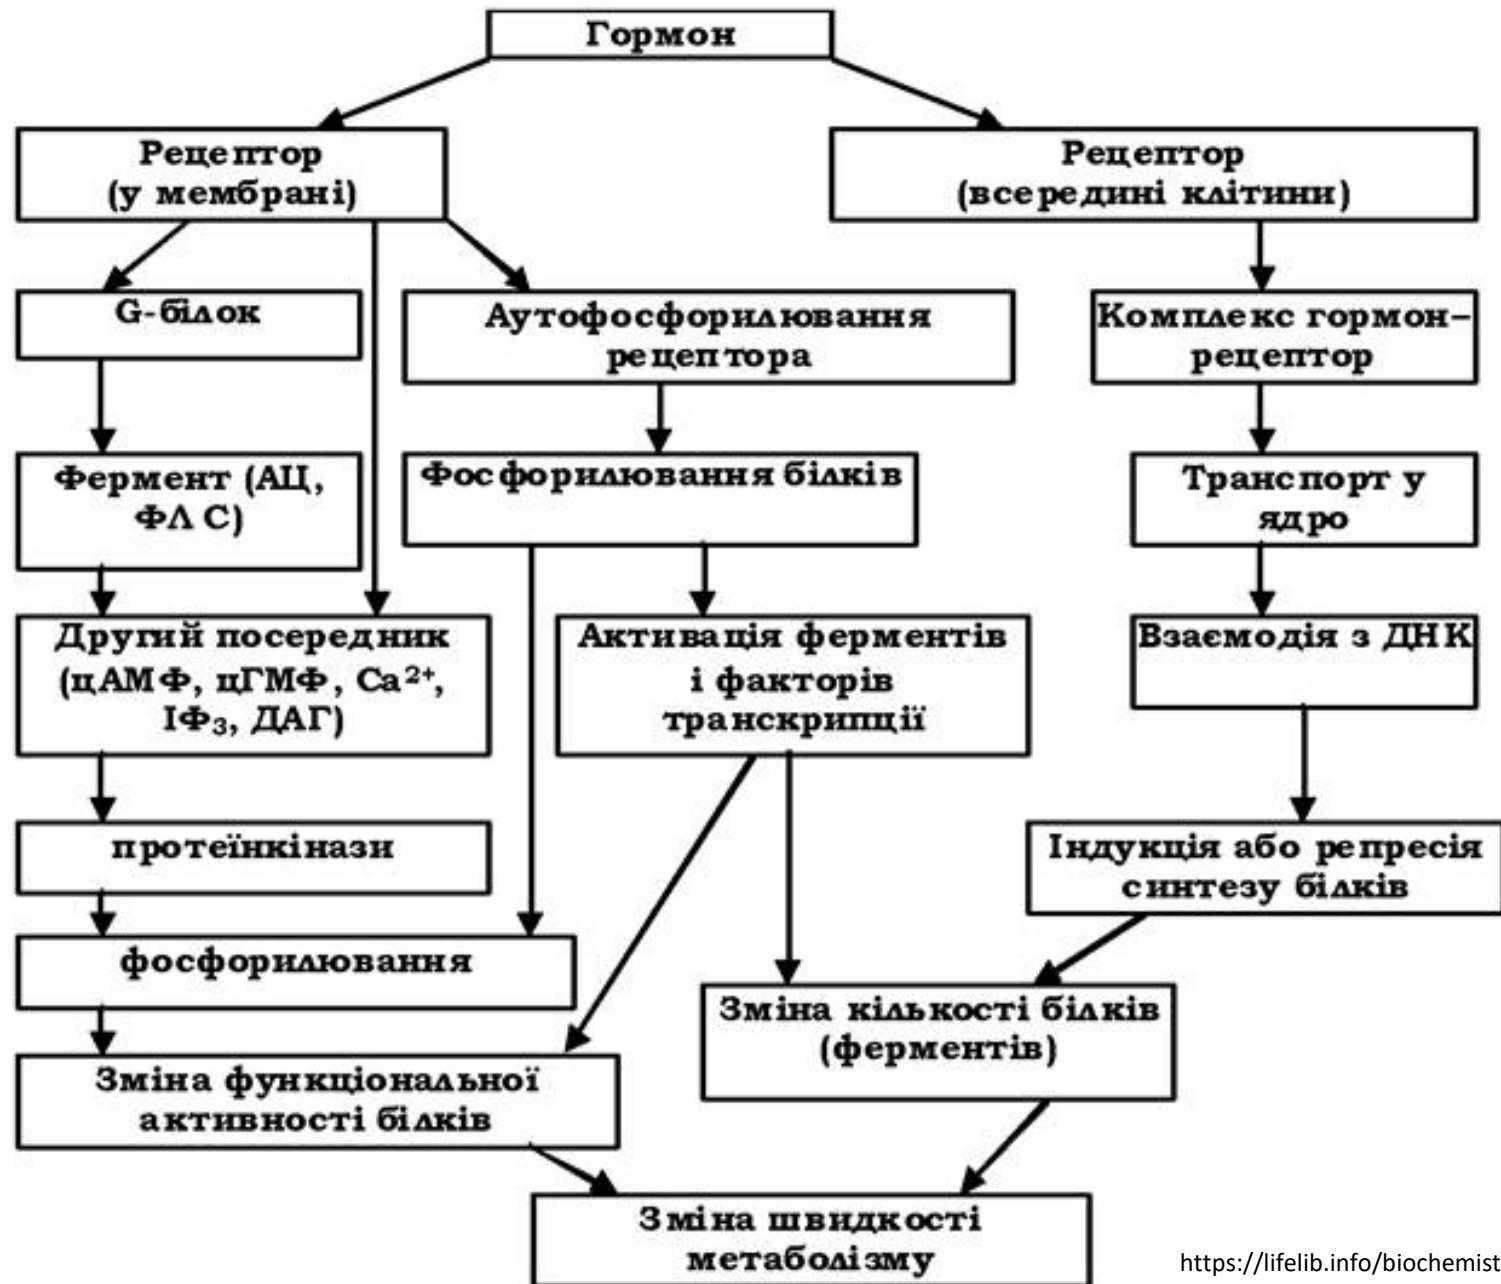 Гормон
Рецептор
(у мембрані)
Рецептор
(всередині клітини)
G-білок
Аутофосфорилювання
рецептора
Комплекс гормон–
рецептор
Фермент (АЦ,
ФЛ С)
Фосфорилювання білків
Транспорт у
ядро
Другий посередник
(цАМФ, цГМФ, Ca²⁺,
ІФ₃, ДАГ)
Активація ферментів
і факторів
транскрипції
Взаємодія з ДНК
протеїнкінази
Індукція або репресія
синтезу білків
фосфорилювання
Зміна кількості білків
(ферментів)
Зміна функціональної
активності білків
Зміна швидкості
метаболізму
https://lifelib.info/biochemist